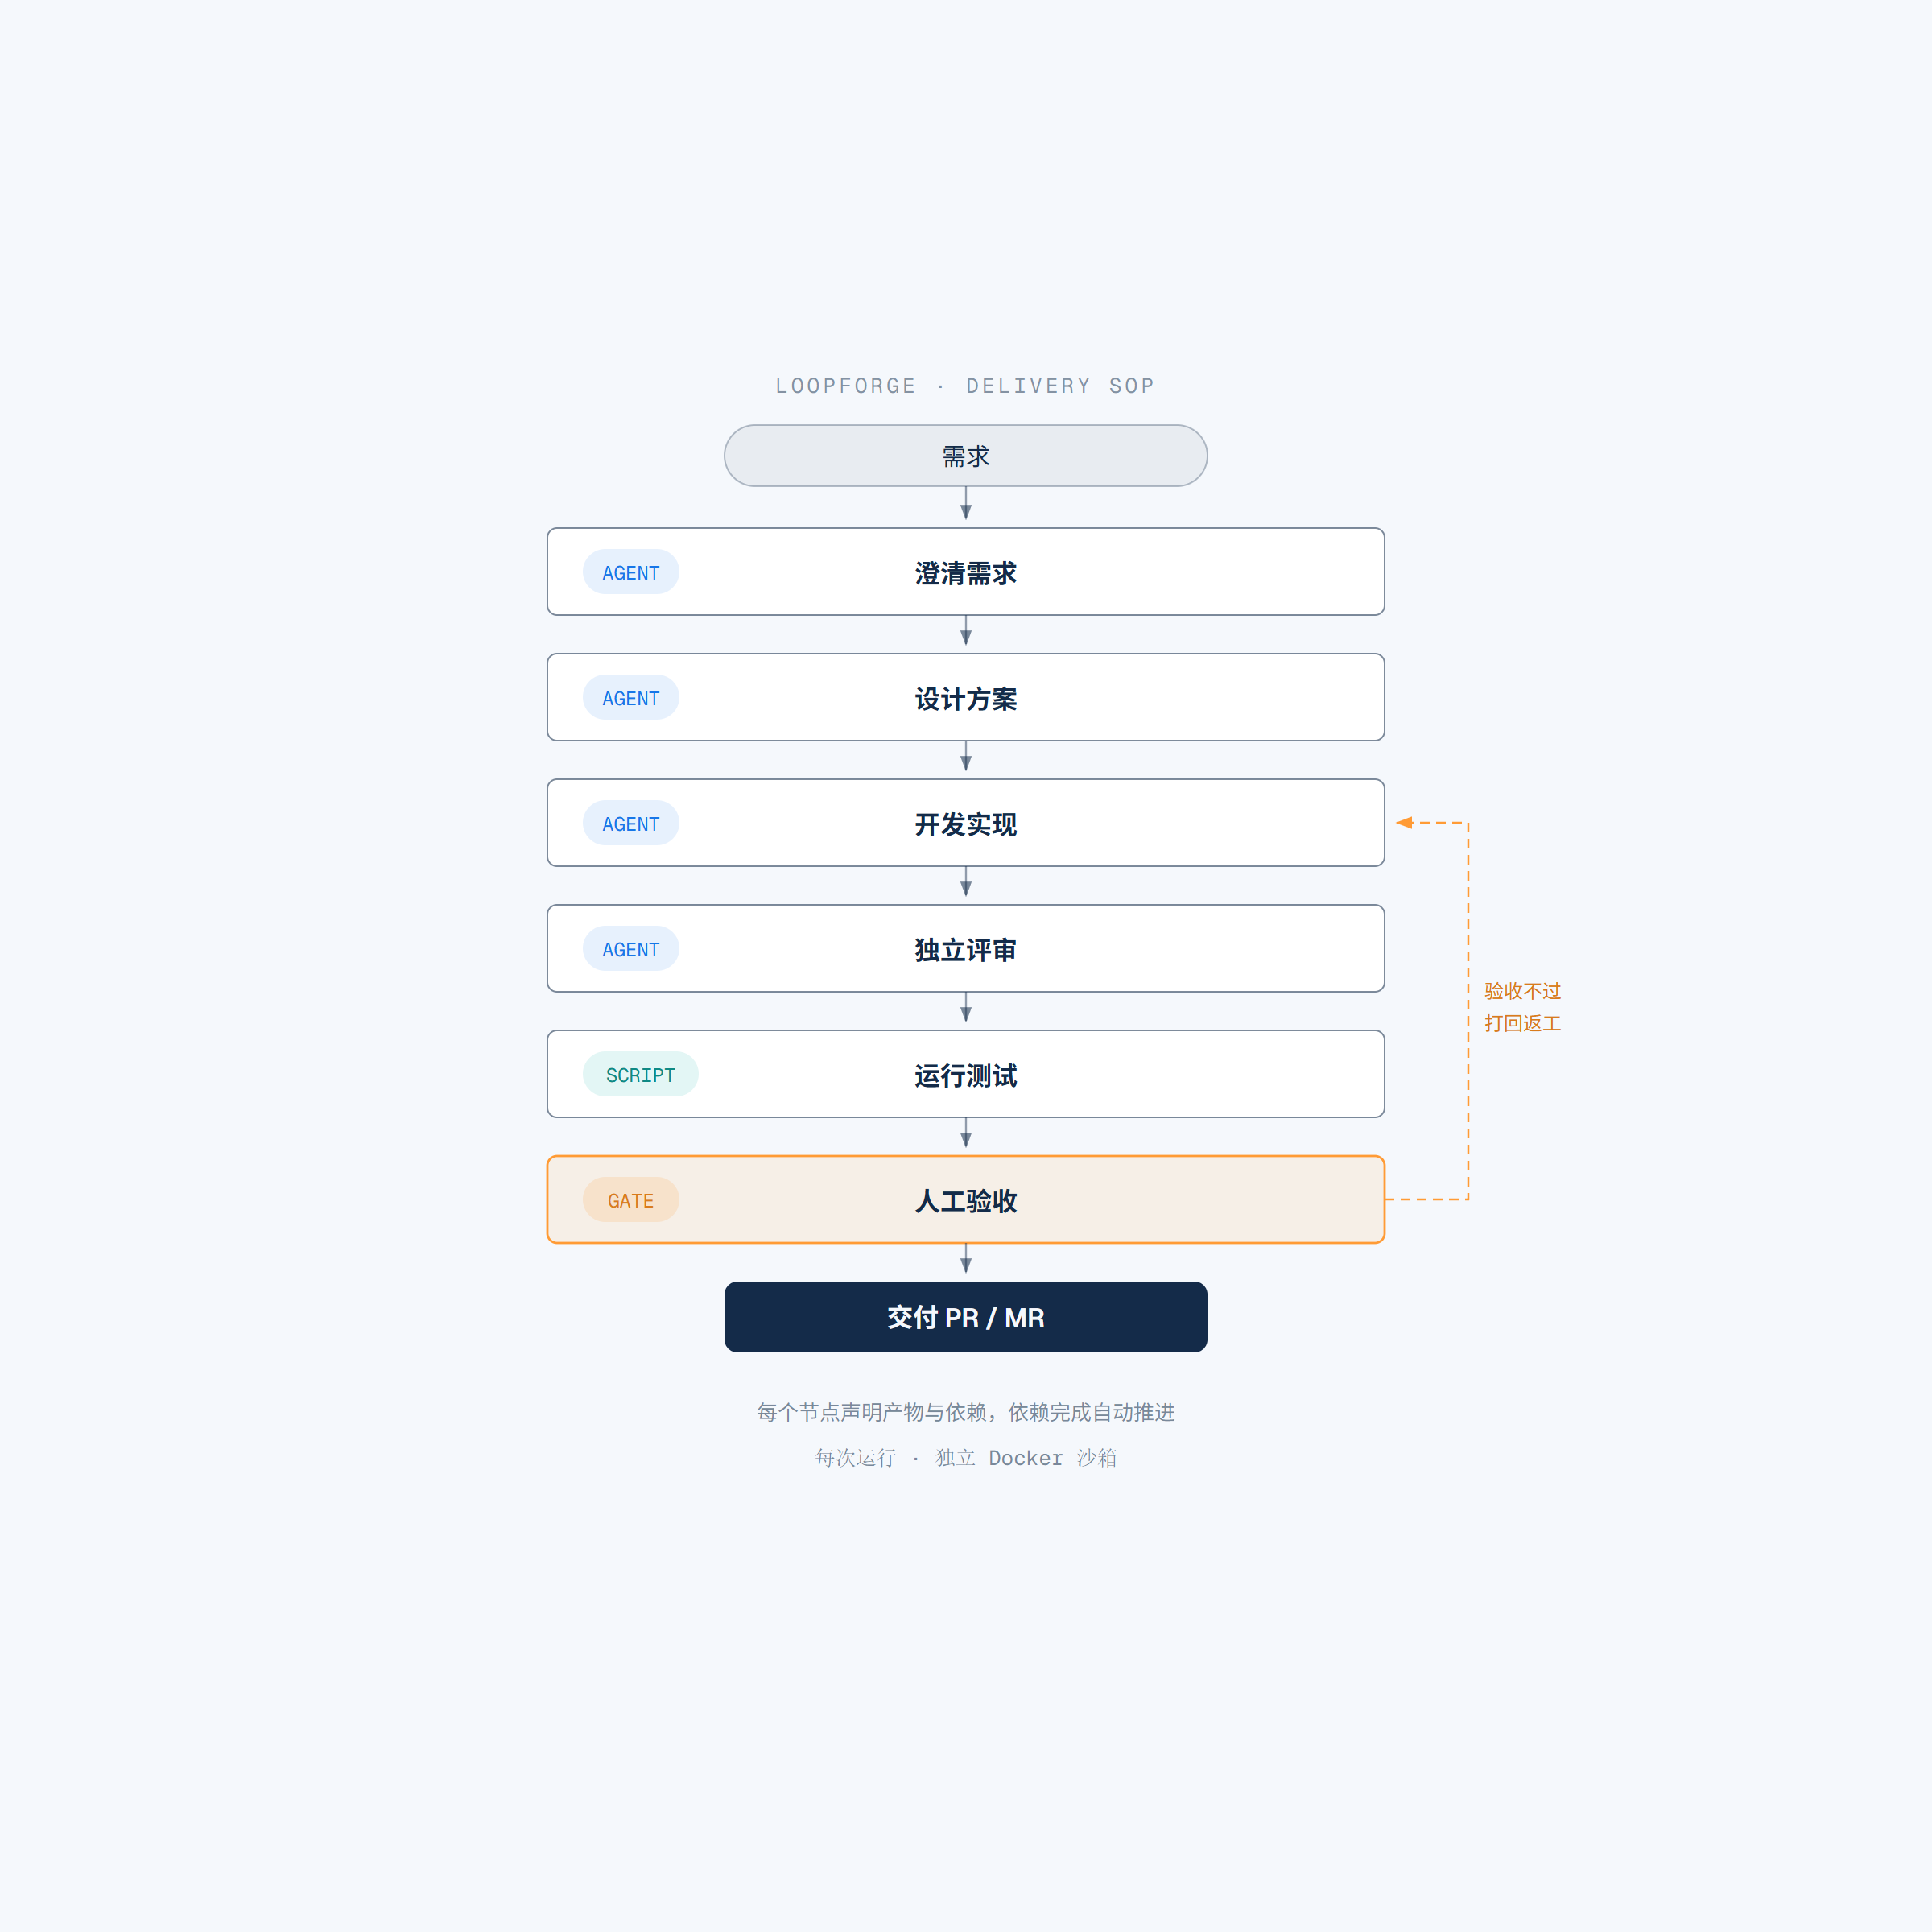 LOOPFORGE · DELIVERY SOP
需求
AGENT 澄清需求
AGENT 设计方案
AGENT 开发实现
AGENT 独立评审
验收不过
打回返工
SCRIPT 运行测试
GATE 人工验收
交付 PR / MR
每个节点声明产物与依赖，依赖完成自动推进
每次运行 · 独立 Docker 沙箱